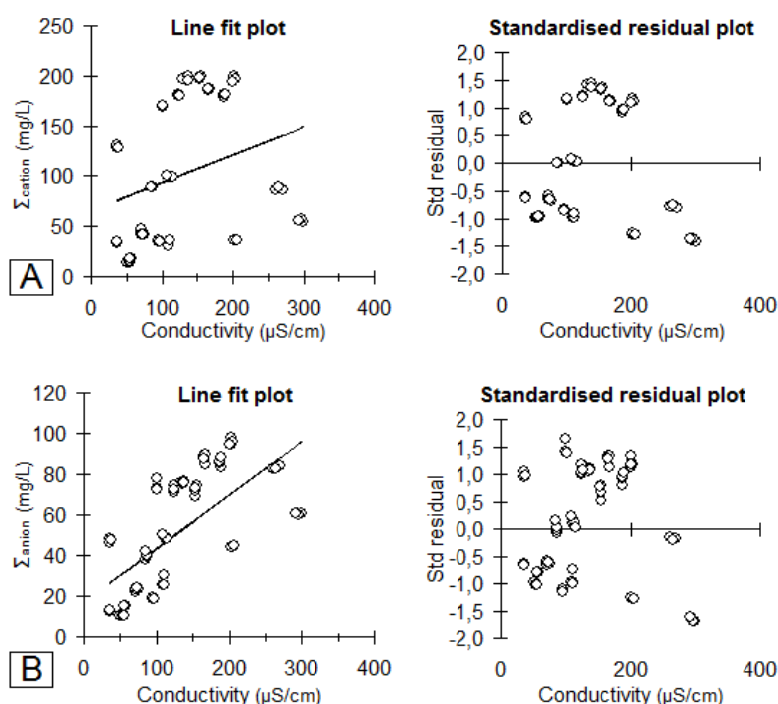 Line fit plot
250
200
150
100
50
0
Σcation (mg/L)
0 100 200 300 400
Conductivity (µS/cm)
Standardised residual plot
2,0
1,5
1,0
0,5
0,0
-0,5
-1,0
-1,5
-2,0
Std residual
0 200 400
Conductivity (µS/cm)
A
Line fit plot
120
100
80
60
40
20
0
Σanion (mg/L)
0 100 200 300 400
Conductivity (µS/cm)
Standardised residual plot
2,0
1,5
1,0
0,5
0,0
-0,5
-1,0
-1,5
-2,0
Std residual
0 200 400
Conductivity (µS/cm)
B